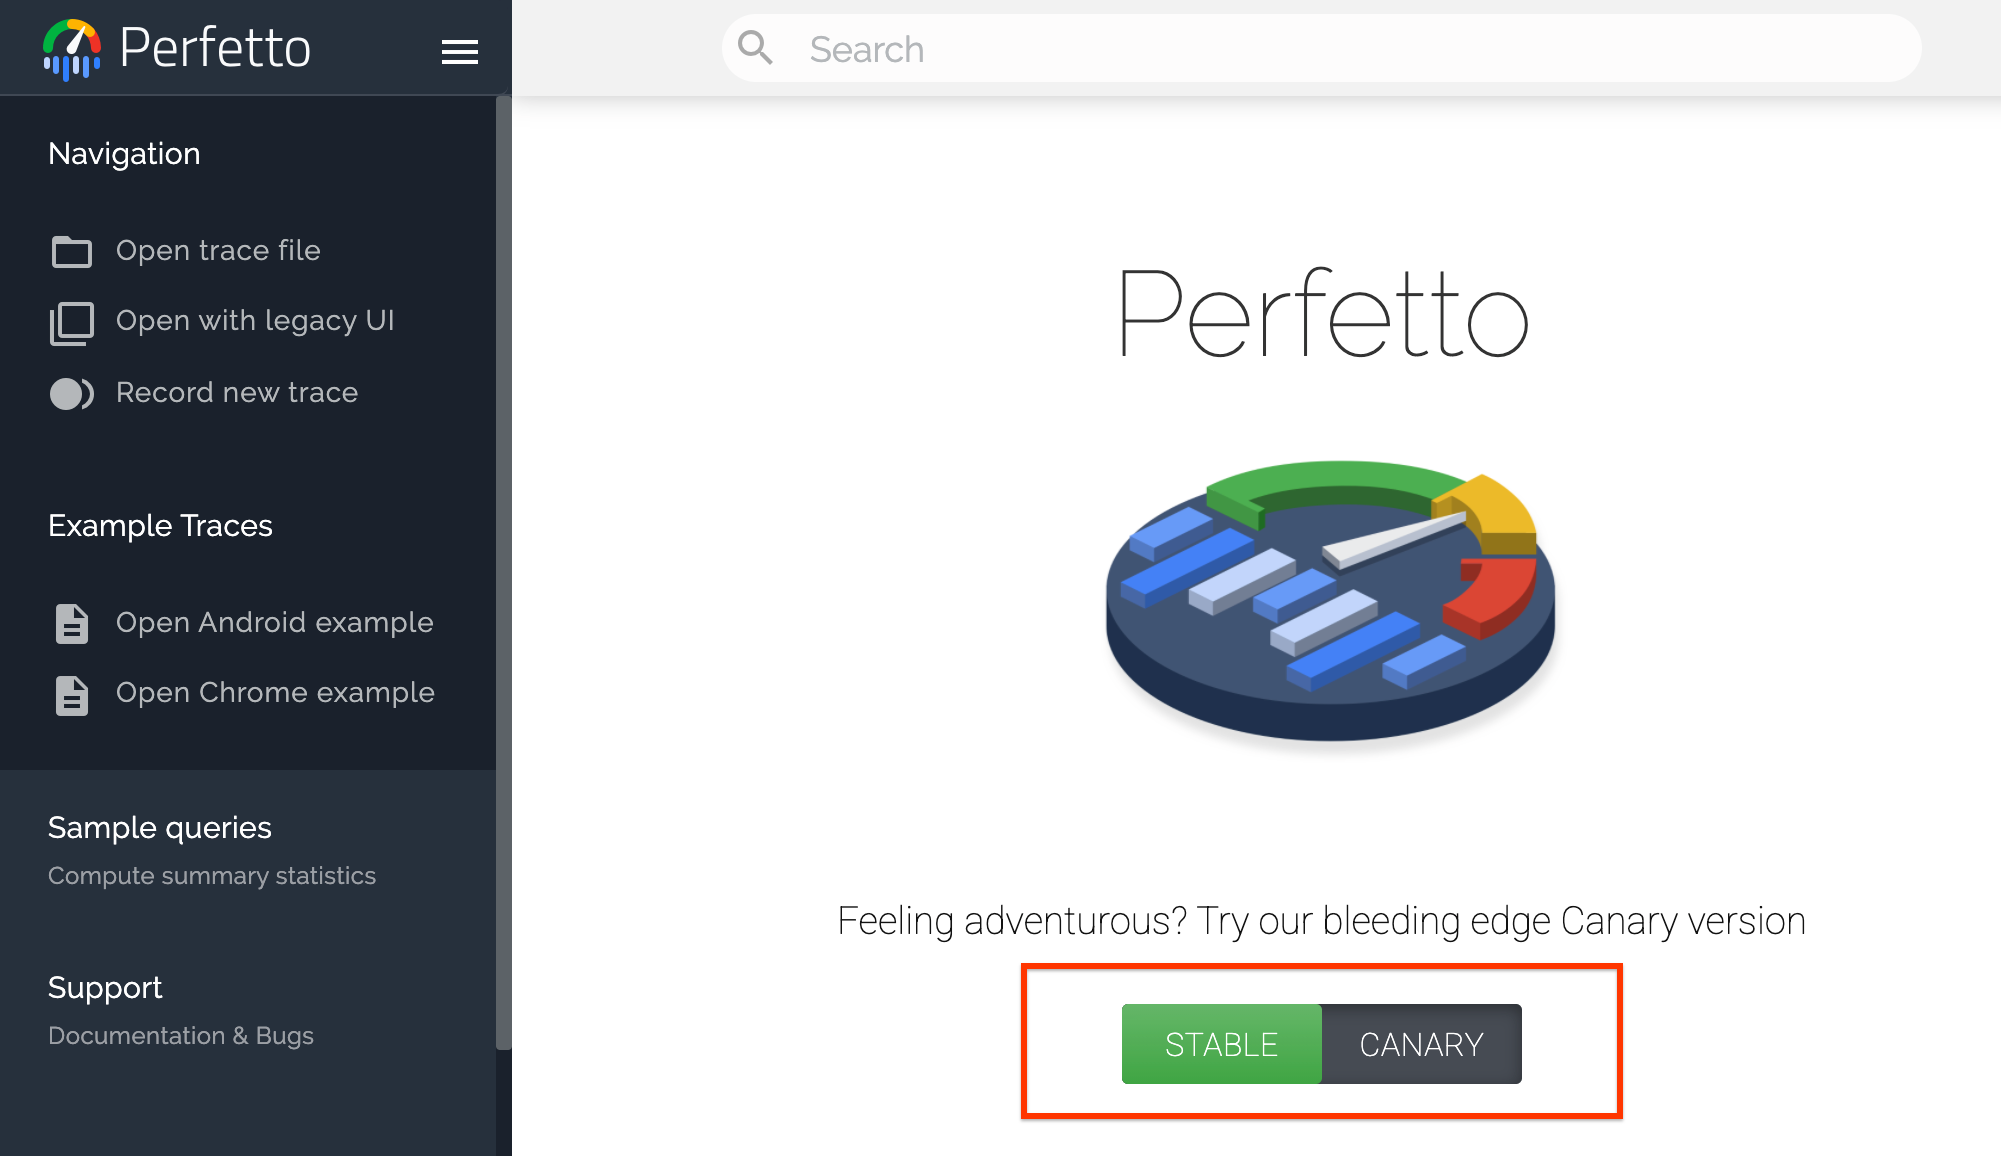 Perfetto
Search
Navigation
Open trace file
Open with legacy UI
Record new trace
Example Traces
Open Android example
Open Chrome example
Sample queries
Compute summary statistics
Support
Documentation & Bugs
Perfetto
Feeling adventurous? Try our bleeding edge Canary version
STABLE CANARY